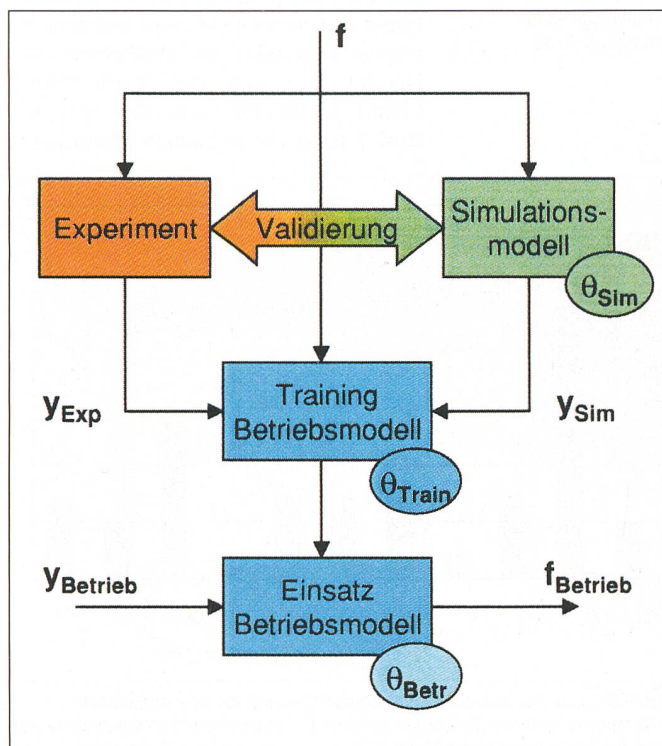 f
Experiment
Validierung
Simulations-
modell
θSim
yExp
Training
Betriebsmodell
ySim
θTrain
yBetrieb
Einsatz
Betriebsmodell
fBetrieb
θBetr